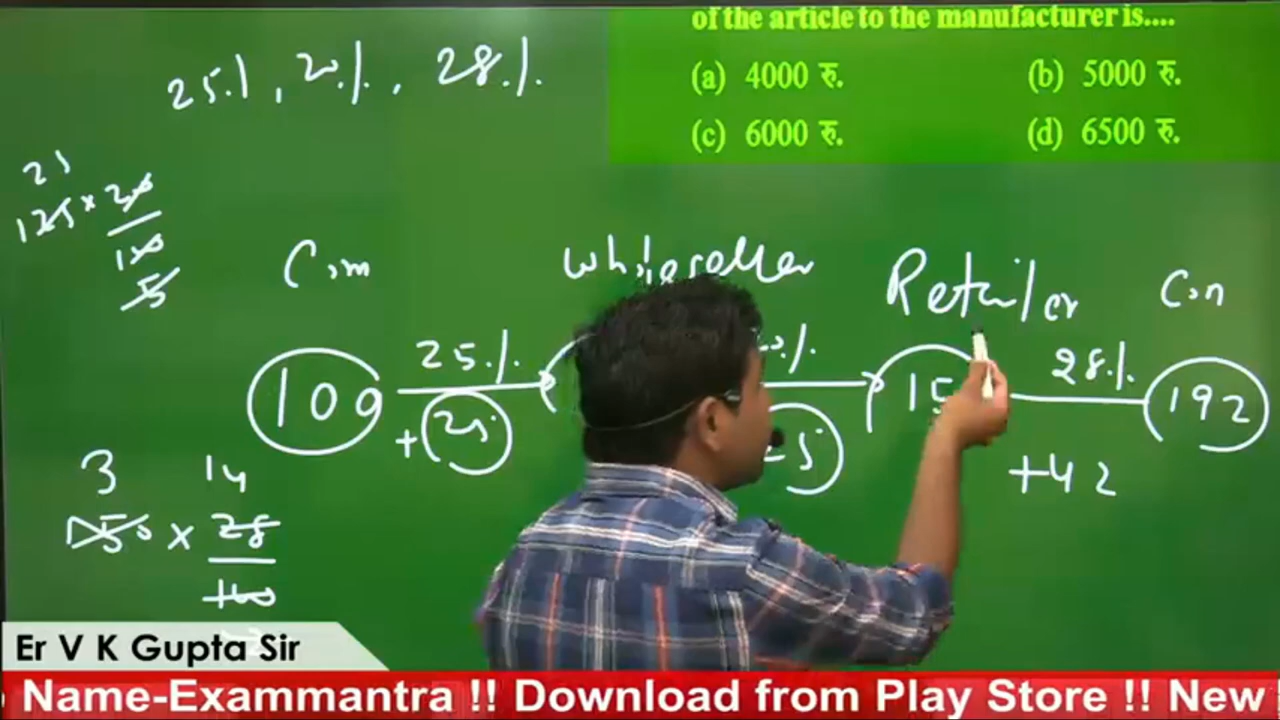 of the article to the manufacturer is....
(a) 4000 रु. (b) 5000 रु.
(c) 6000 रु. (d) 6500 रु.
25%, 20%, 28%.
25
125 × 20
100
5
Com Retailer Con
100 25% 28% 192
+25 25 +42
3 14
150 × 28
100
Er V K Gupta Sir
Name-Exammantra !! Download from Play Store !! New